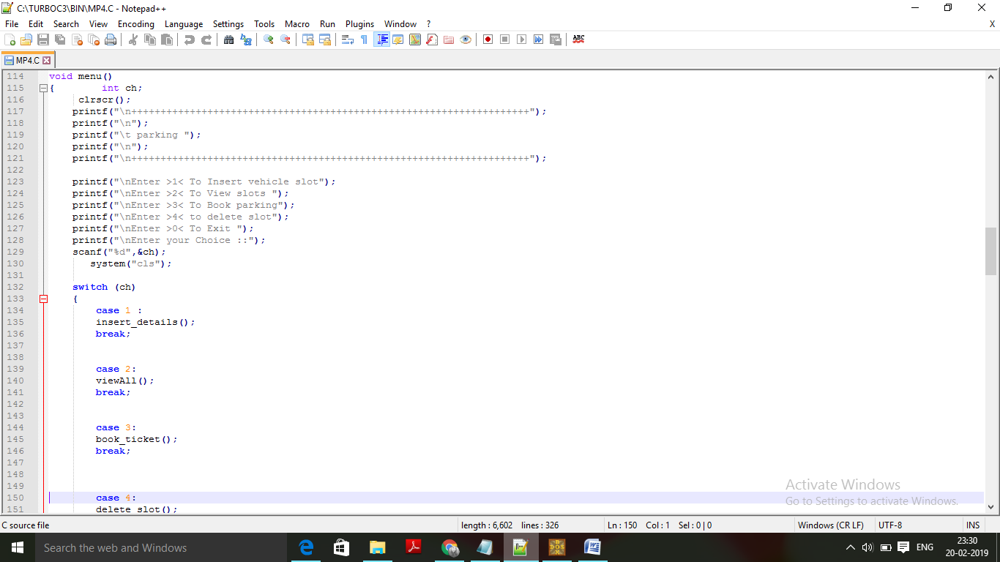 C:\TURBOC3\BIN\MP4.C - Notepad++
File Edit Search View Encoding Language Settings Tools Macro Run Plugins Window ? X
ABC
MP4.C
114 void menu()
115 { int ch;
116 clrscr();
117 printf("\n++++++++++++++++++++++++++++++++++++++++++++++++++++++++++++++++++++");
118 printf("\n");
119 printf("\t parking ");
120 printf("\n");
121 printf("\n++++++++++++++++++++++++++++++++++++++++++++++++++++++++++++++++++++");
122
123 printf("\nEnter >1< To Insert vehicle slot");
124 printf("\nEnter >2< To View slots ");
125 printf("\nEnter >3< To Book parking");
126 printf("\nEnter >4< to delete slot");
127 printf("\nEnter >0< To Exit ");
128 printf("\nEnter your Choice ::");
129 scanf("%d",&ch);
130 system("cls");
131
132 switch (ch)
133 {
134 case 1 :
135 insert_details();
136 break;
137
138
139 case 2:
140 viewAll();
141 break;
142
143
144 case 3:
145 book_ticket();
146 break;
147
148
149
150 case 4:
151 delete_slot();
Activate Windows
Go to Settings to activate Windows.
C source file length : 6,602 lines : 326 Ln : 150 Col : 1 Sel : 0 | 0 Windows (CR LF) UTF-8 INS
Search the web and Windows
ENG
23:30
20-02-2019